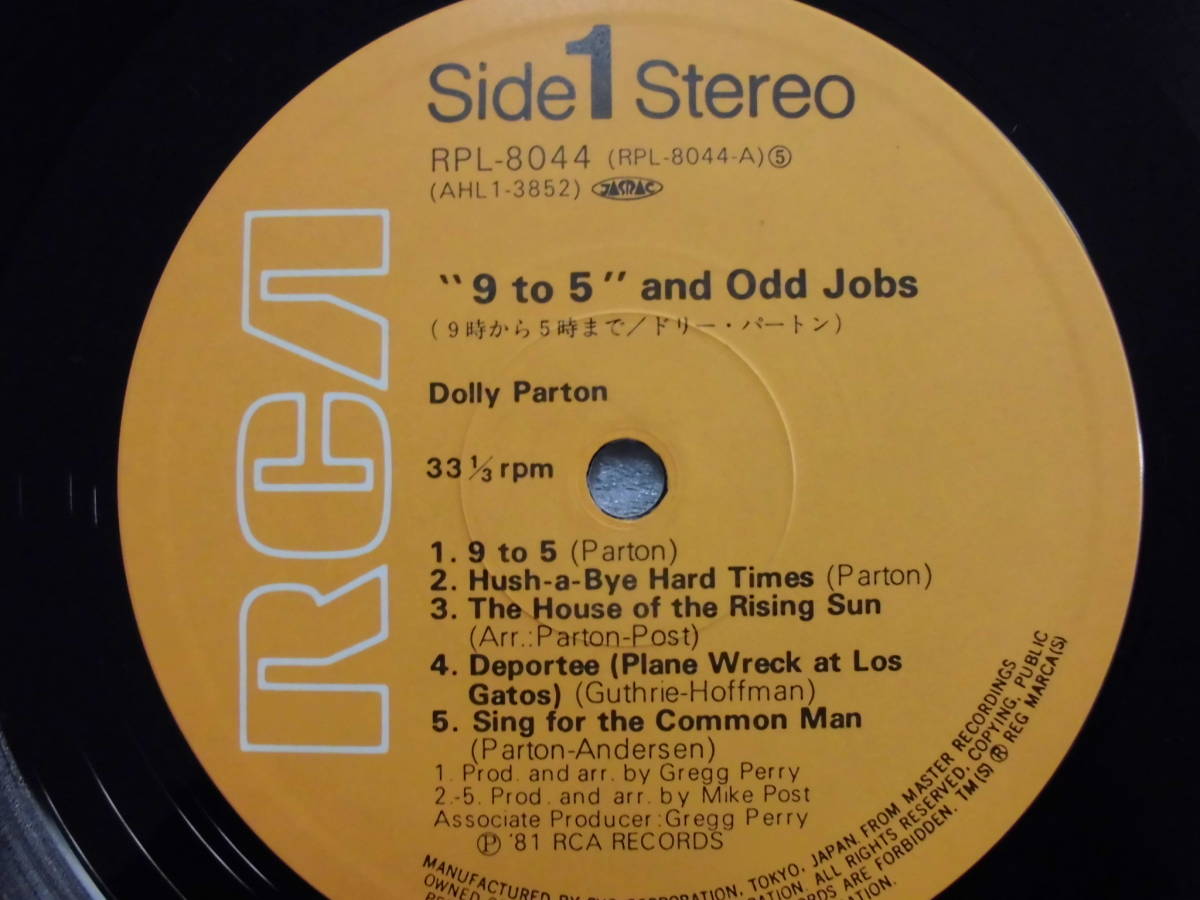 Side 1 Stereo
RPL-8044 (RPL-8044-A)⑤
(AHL1-3852) JASRAC
"9 to 5" and Odd Jobs
(9時から5時まで/ドリー・パートン)
Dolly Parton
33 1/3 rpm
1. 9 to 5 (Parton)
2. Hush-a-Bye Hard Times (Parton)
3. The House of the Rising Sun
(Arr.:Parton-Post)
4. Deportee (Plane Wreck at Los
Gatos) (Guthrie-Hoffman)
5. Sing for the Common Man
(Parton-Andersen)
1. Prod. and arr. by Gregg Perry
2.-5. Prod. and arr. by Mike Post
Associate Producer: Gregg Perry
℗ '81 RCA RECORDS
RCA
MANUFACTURED BY CORPORATION, TOKYO, JAPAN, FROM MASTER RECORDINGS
OWNED ALL RIGHTS RESERVED, COPYING, PUBLIC
ARE FORBIDDEN. TM(S) ® REG MARCA(S)